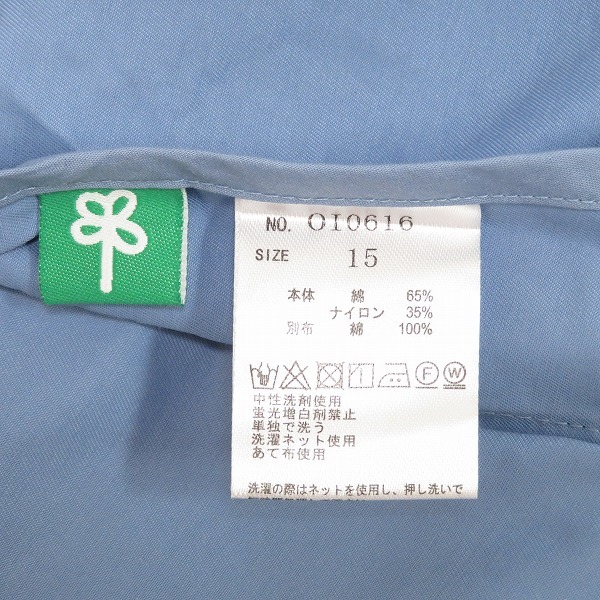 NO. OI0616
SIZE 15
本体 綿 65%
ナイロン 35%
別布 綿 100%
F W
中性洗剤使用
蛍光増白剤禁止
単独で洗う
洗濯ネット使用
あて布使用
洗濯の際はネットを使用し、押し洗いで